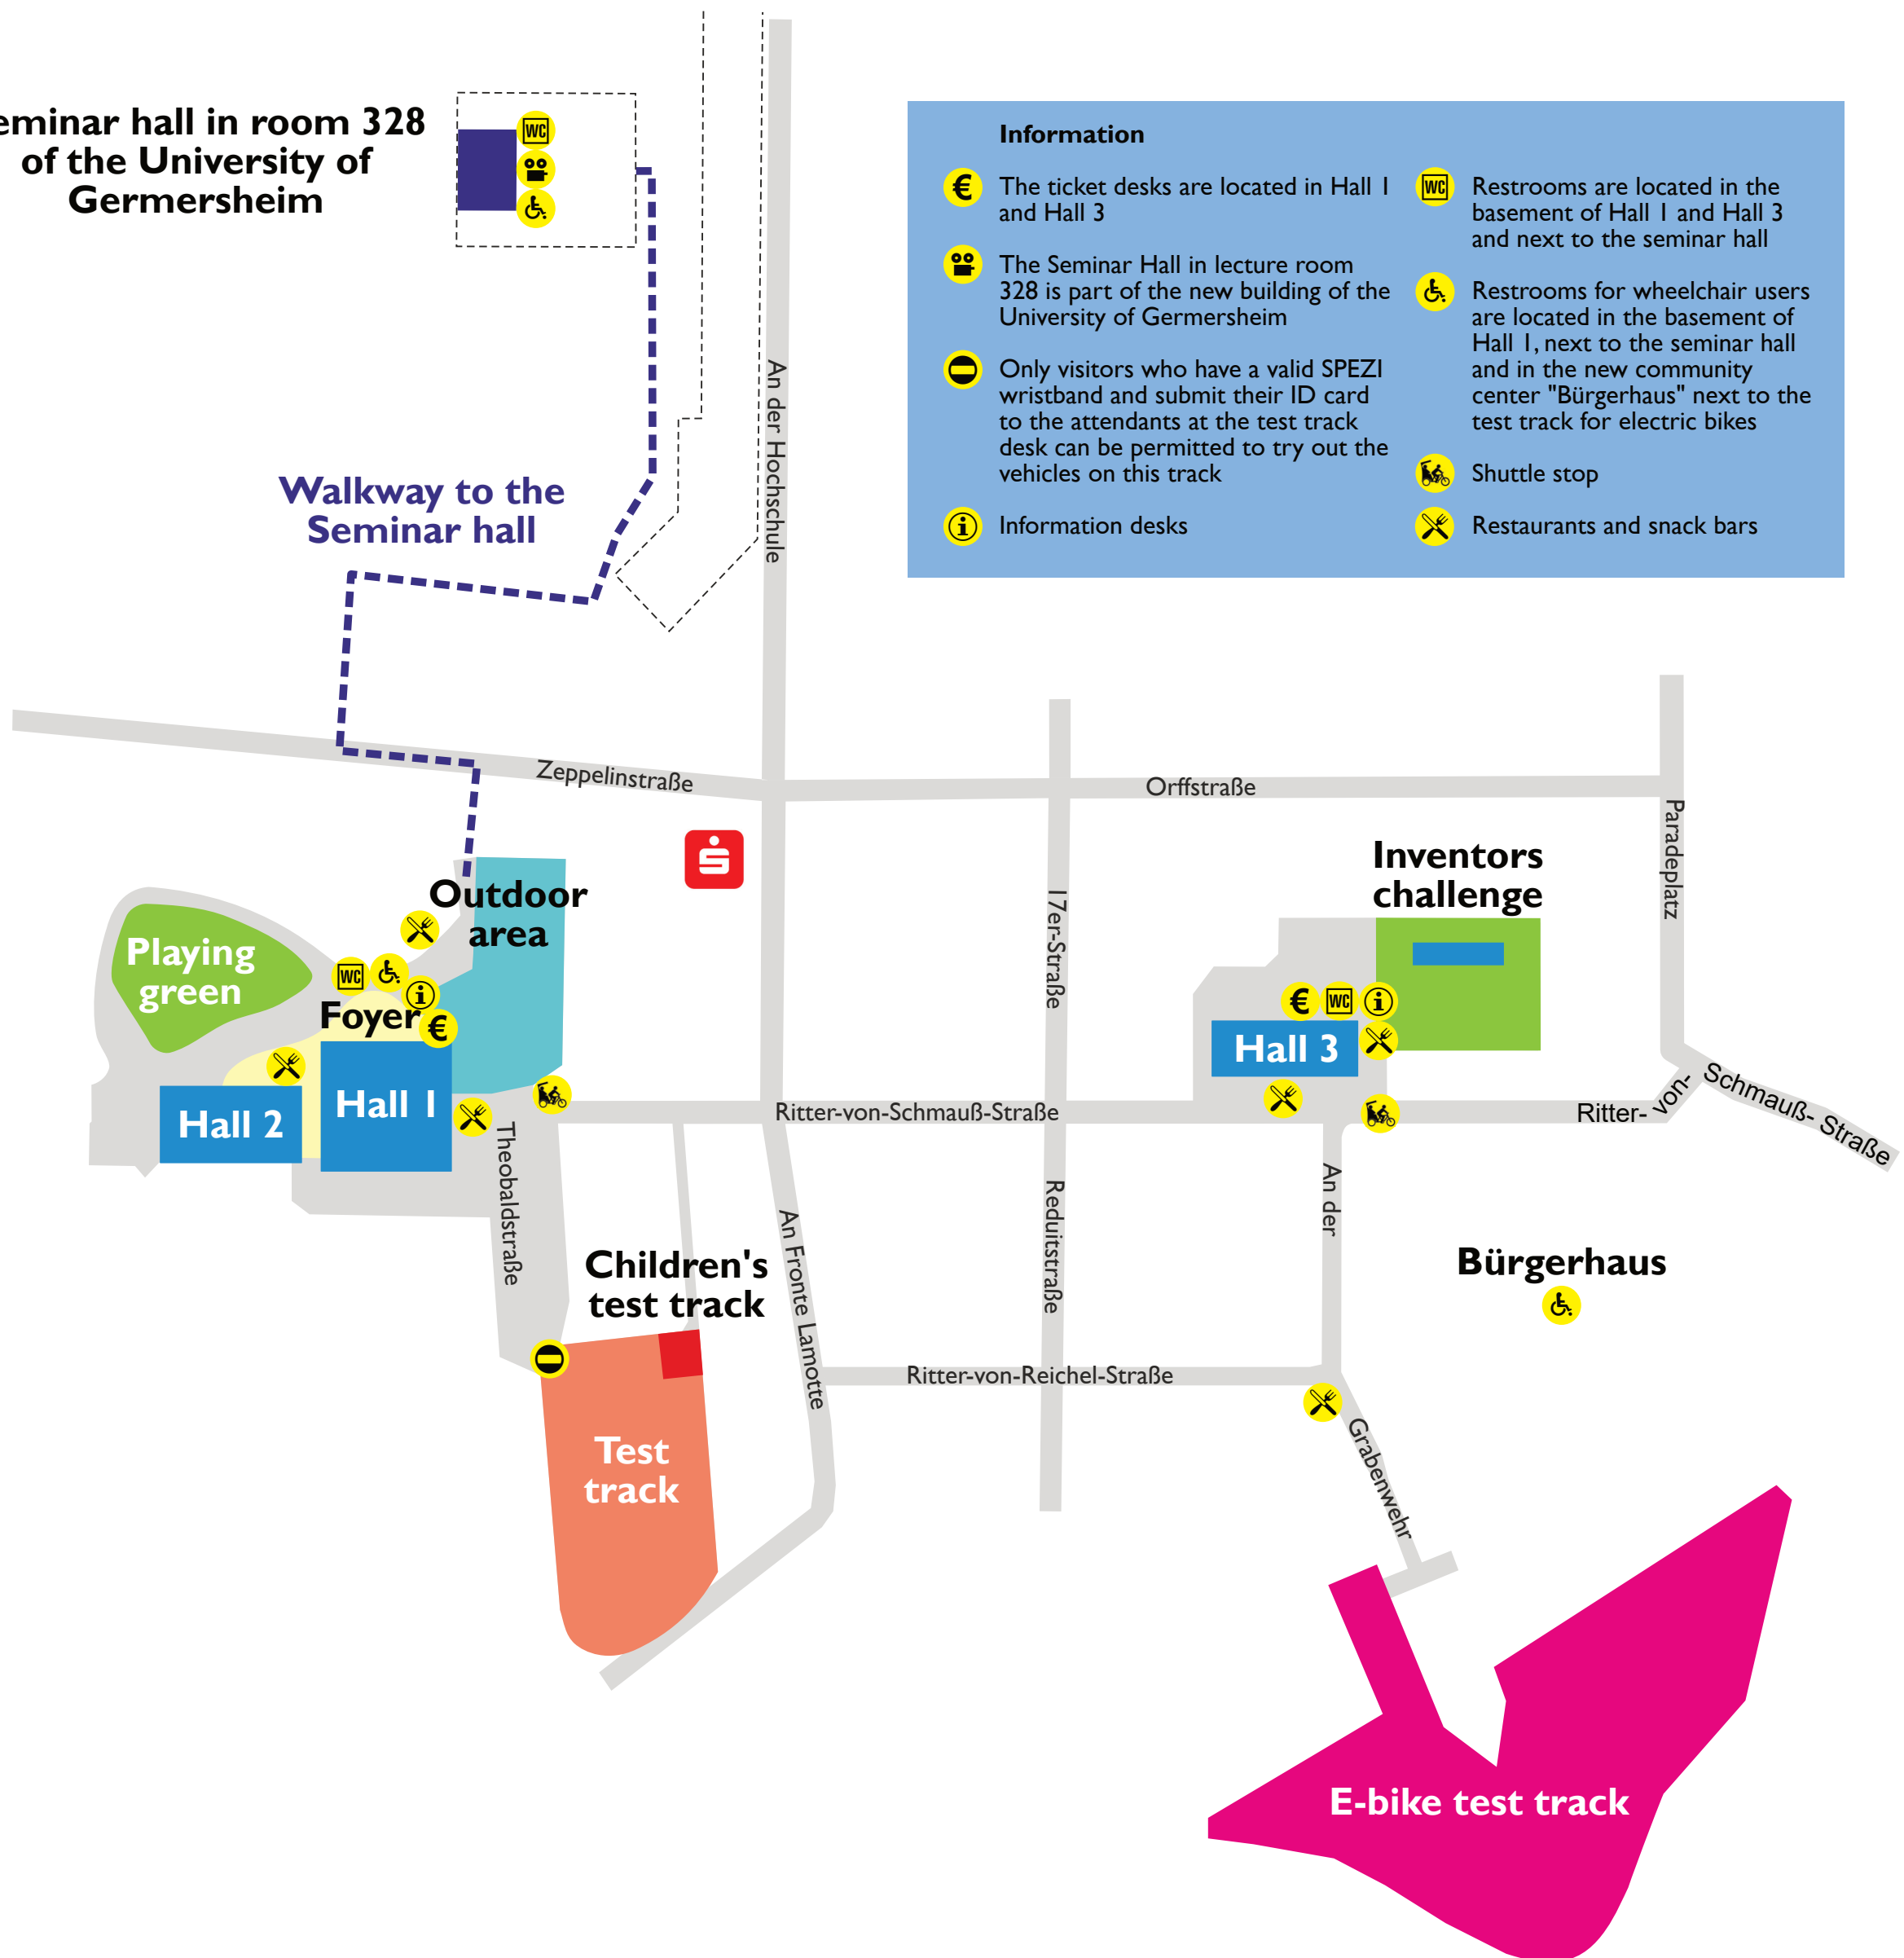 eminar hall in room 328
of the University of
Germersheim
WC
Information
€
The ticket desks are located in Hall 1
and Hall 3
The Seminar Hall in lecture room
328 is part of the new building of the
University of Germersheim
Only visitors who have a valid SPEZI
wristband and submit their ID card
to the attendants at the test track
desk can be permitted to try out the
vehicles on this track
i
Information desks
WC
Restrooms are located in the
basement of Hall 1 and Hall 3
and next to the seminar hall
Restrooms for wheelchair users
are located in the basement of
Hall 1, next to the seminar hall
and in the new community
center "Bürgerhaus" next to the
test track for electric bikes
Shuttle stop
Restaurants and snack bars
An der Hochschule
Walkway to the
Seminar hall
Zeppelinstraße
Orffstraße
Paradeplatz
Inventors
challenge
Outdoor
area
17er-Straße
Playing
green
WC
i
Foyer
€
€
WC
i
Hall 3
Hall 1
Hall 2
Ritter-von-Schmauß-Straße
Ritter- von- Schmauß- Straße
Theobaldstraße
An Fronte Lamotte
Reduitstraße
An der
Grabenwehr
Children's
test track
Bürgerhaus
Ritter-von-Reichel-Straße
Test
track
E-bike test track